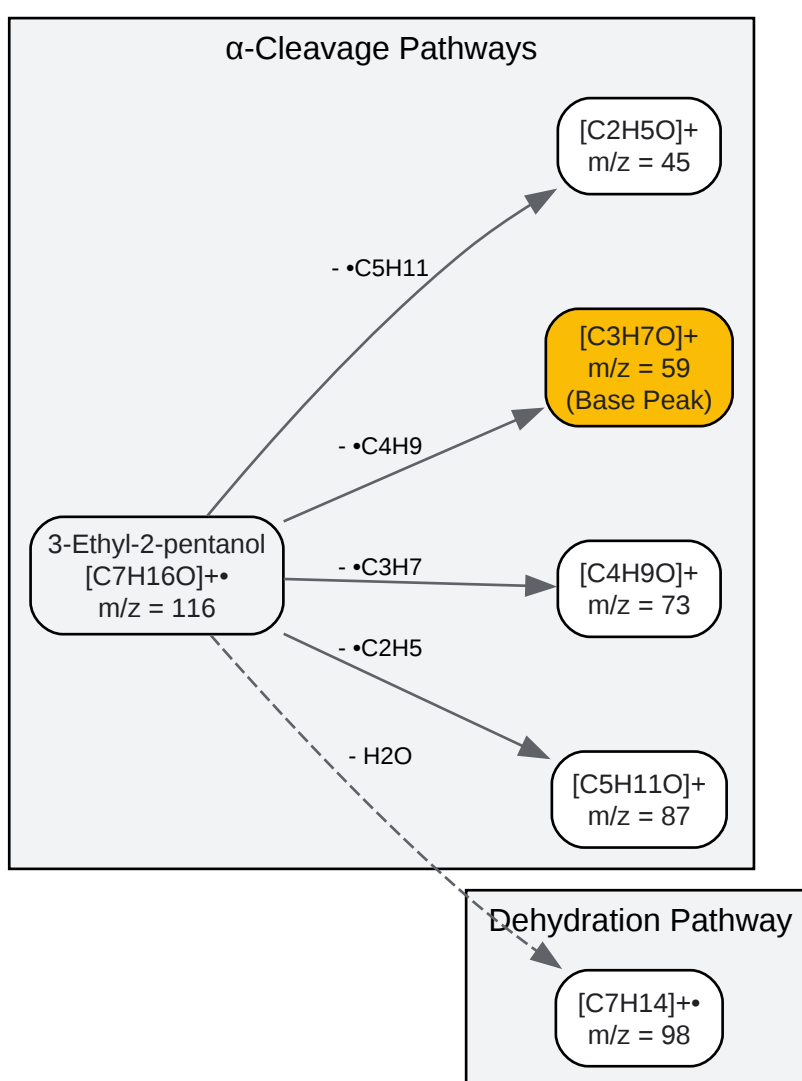 α-Cleavage Pathways
[C2H5O]+
m/z = 45
- •C5H11
[C3H7O]+
m/z = 59
(Base Peak)
- •C4H9
3-Ethyl-2-pentanol
[C7H16O]+•
m/z = 116
- •C3H7
[C4H9O]+
m/z = 73
- •C2H5
- H2O
[C5H11O]+
m/z = 87
Dehydration Pathway
[C7H14]+•
m/z = 98